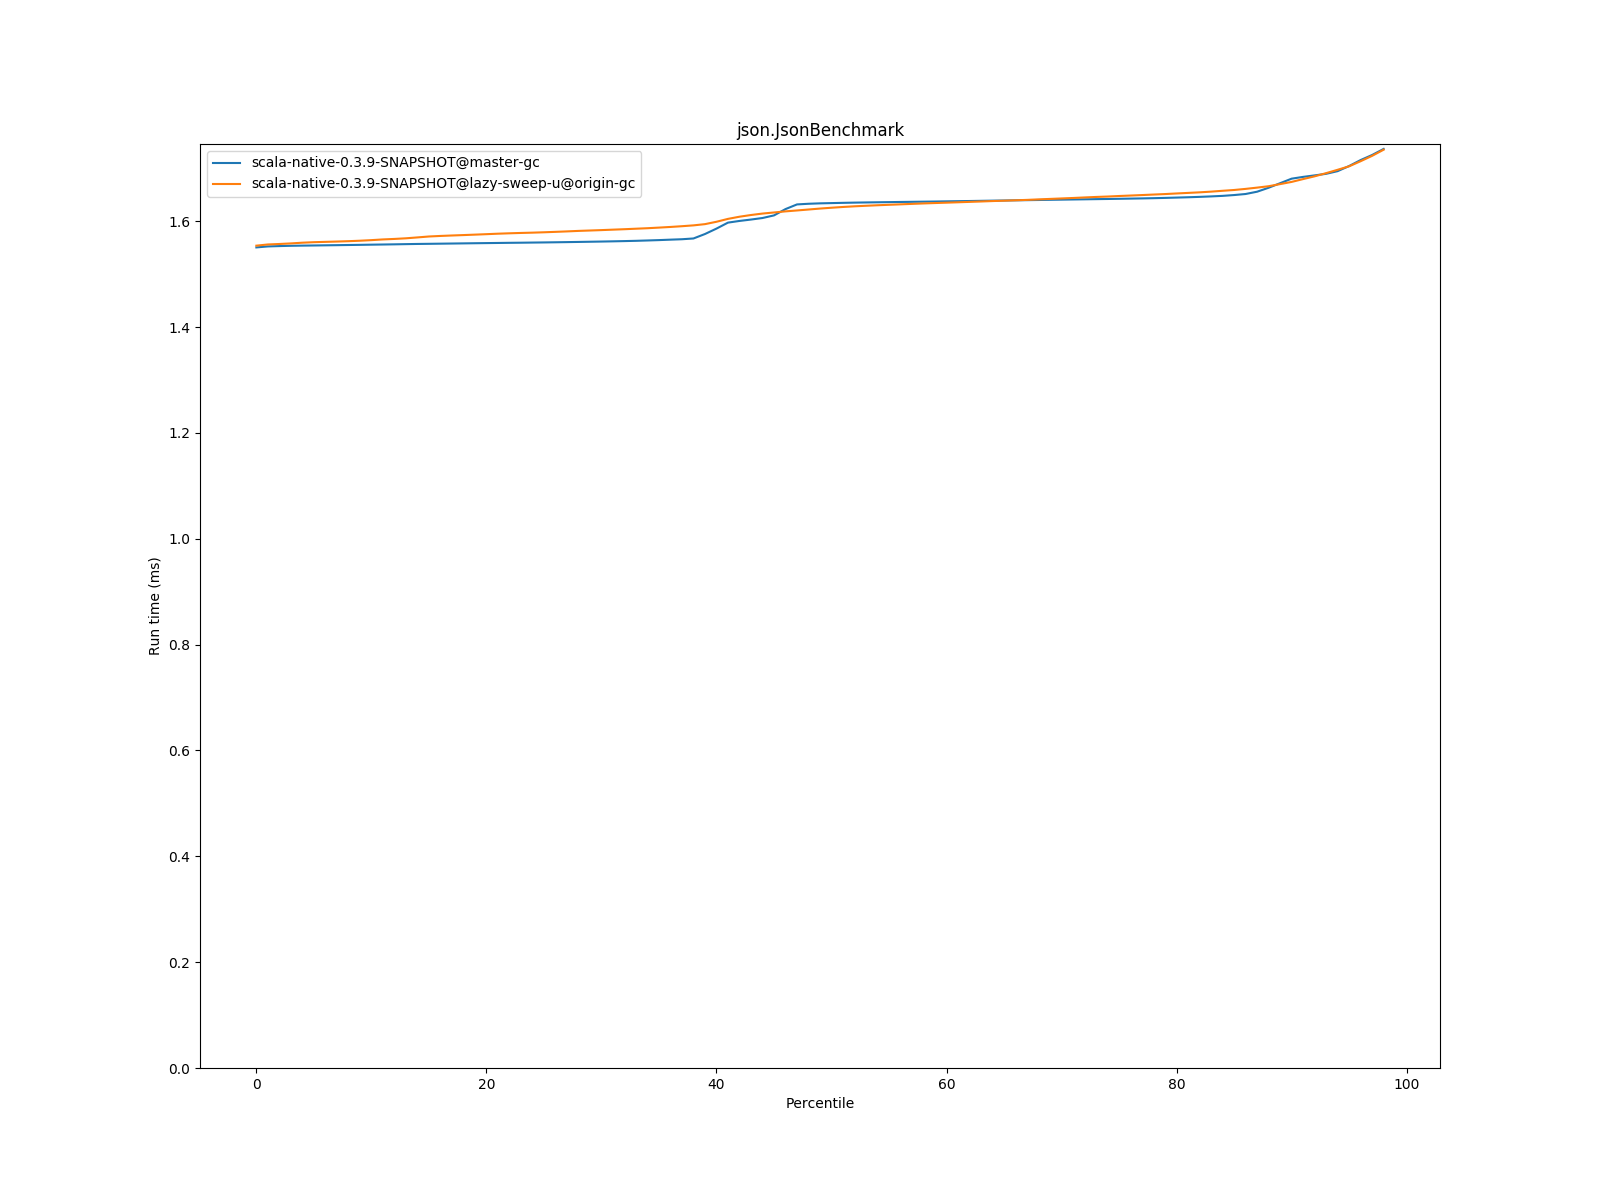 json.JsonBenchmark
scala-native-0.3.9-SNAPSHOT@master-gc
scala-native-0.3.9-SNAPSHOT@lazy-sweep-u@origin-gc
1.6
1.4
1.2
1.0
0.8
0.6
0.4
0.2
0.0
Run time (ms)
0 20 40 60 80 100
Percentile